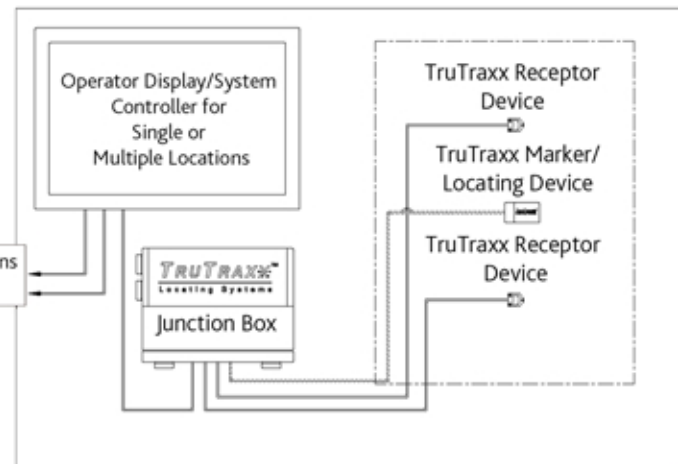 Operator Display/System
Controller for
Single or
Multiple Locations
TruTraxx Receptor
Device
TruTraxx Marker/
Locating Device
TruTraxx Receptor
Device
ns
TRUTRAXX™
Locating Systems
Junction Box